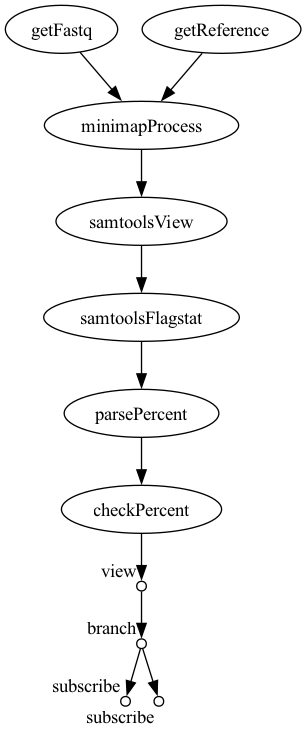 getFastq
getReference
minimapProcess
samtoolsView
samtoolsFlagstat
parsePercent
checkPercent
view
branch
subscribe
subscribe